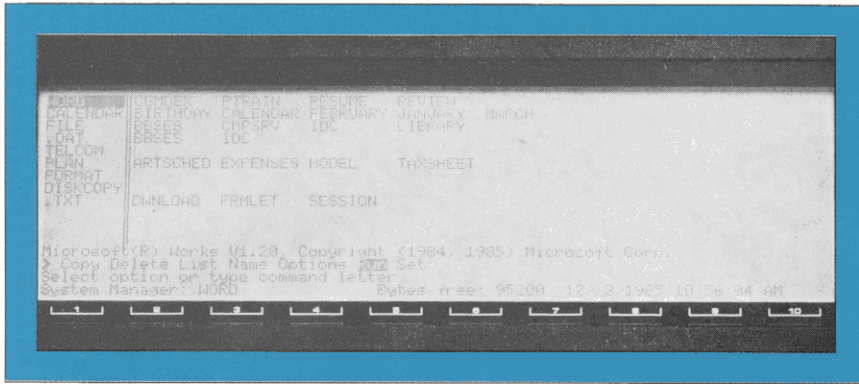 WORD COMDEX PTRAIN RESUME REVIEW
CALENDAR BIRTHDAY CALENDAR FEBRUARY JANUARY MARCH
FILE BBSES CMPSRV IDC LIBRARY
.DAT BBSES IDC
TELCOM
PLAN ARTSCHED EXPENSES MODEL TAXSHEET
FORMAT
DISKCOPY
.TXT DWNLOAD FRMLET SESSION
Microsoft(R) Works V1.20, Copyright (1984, 1985) Microsoft Corp.
> Copy Delete List Name Options Run Set
Select option or type command letter
System Manager: WORD Bytes free: 95200 12/ 3/1985 10:56:04 AM
1 2 3 4 5 6 7 8 9 10